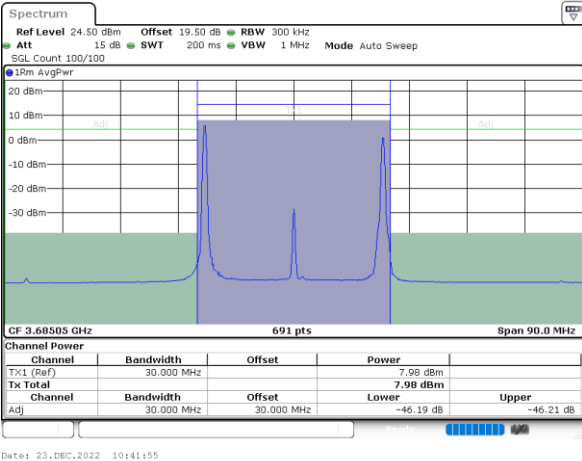 Spectrum
Ref Level 24.50 dBm Offset 19.50 dB RBW 300 kHz
Att 15 dB SWT 200 ms VBW 1 MHz Mode Auto Sweep
SGL Count 100/100
1Rm AvgPwr
20 dBm
TX1
10 dBm
Adj Adj
0 dBm
-10 dBm
-20 dBm
-30 dBm
CF 3.68505 GHz 691 pts Span 90.0 MHz
Channel Power
Channel Bandwidth Offset Power
TX1 (Ref) 30.000 MHz 7.98 dBm
Tx Total 7.98 dBm
Channel Bandwidth Offset Lower Upper
Adj 30.000 MHz 30.000 MHz -46.19 dB -46.21 dB
Ready
Date: 23.DEC.2022 10:41:55